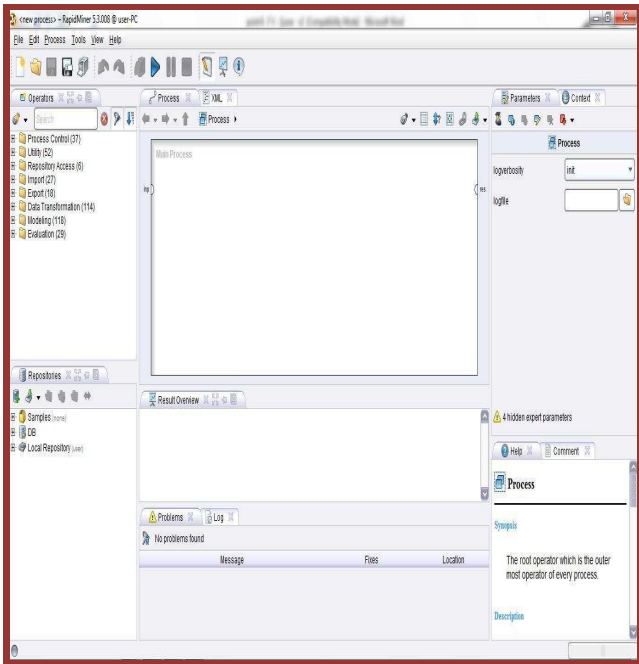 <new process> – RapidMiner 5.3.008 @ user-PC
File Edit Process Tools View Help
Operators
Search
Process Control (37)
Utility (52)
Repository Access (6)
Import (27)
Export (18)
Data Transformation (114)
Modeling (118)
Evaluation (29)
Repositories
Samples (none)
DB
Local Repository (user)
Process XML
Process
Main Process
inp
res
Result Overview
Problems Log
No problems found
Message Fixes Location
Parameters Context
Process
logverbosity init
logfile
4 hidden expert parameters
Help Comment
Process
Synopsis
The root operator which is the outer
most operator of every process.
Description